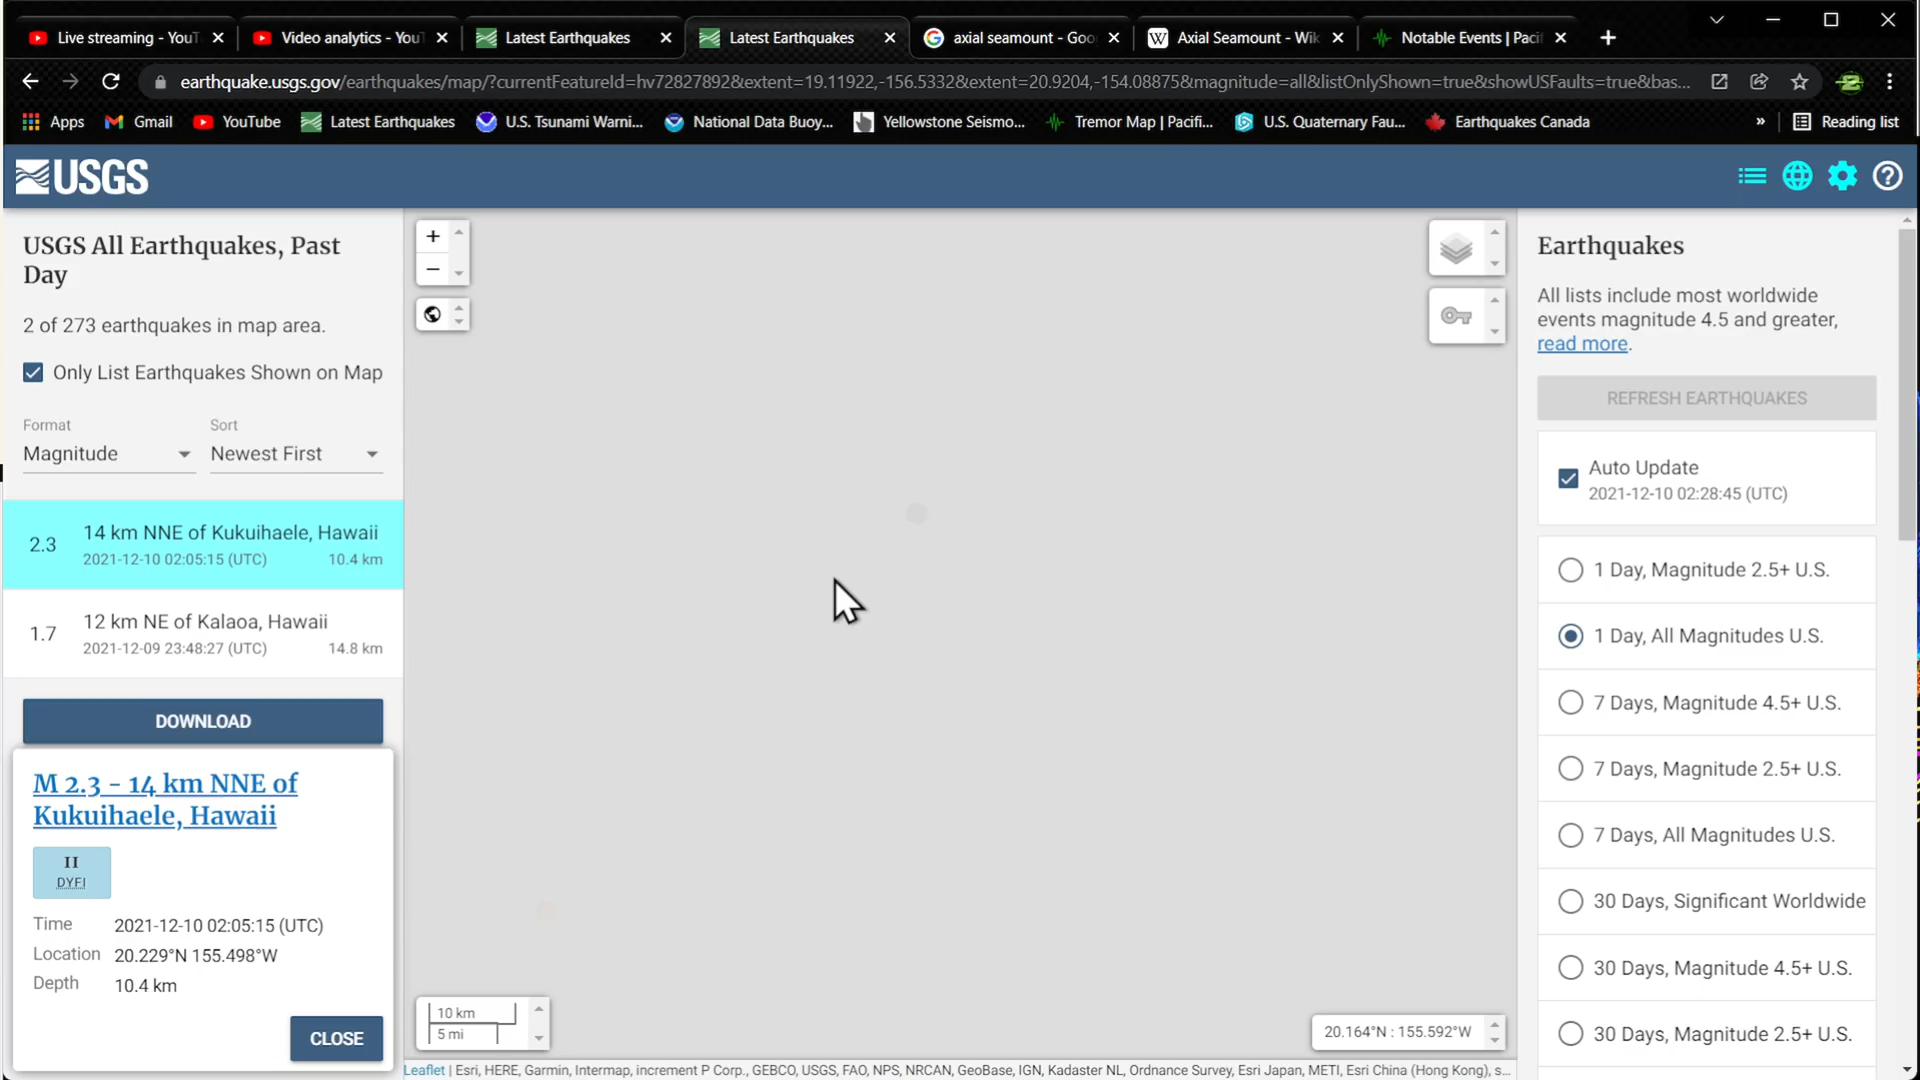 Live streaming - YouT
Video analytics - YouT
Latest Earthquakes
Latest Earthquakes
axial seamount - Goo
Axial Seamount - Wik
Notable Events | Pacif
earthquake.usgs.gov/earthquakes/map/?currentFeatureId=hv72827892&extent=19.11922,-156.5332&extent=20.9204,-154.08875&magnitude=all&listOnlyShown=true&showUSFaults=true&bas...
Apps
Gmail
YouTube
Latest Earthquakes
U.S. Tsunami Warni...
National Data Buoy...
Yellowstone Seismo...
Tremor Map | Pacifi...
U.S. Quaternary Fau...
Earthquakes Canada
»
Reading list
USGS
USGS All Earthquakes, Past
Day
2 of 273 earthquakes in map area.
Only List Earthquakes Shown on Map
Format
Magnitude
Sort
Newest First
2.3
14 km NNE of Kukuihaele, Hawaii
2021-12-10 02:05:15 (UTC)
10.4 km
1.7
12 km NE of Kalaoa, Hawaii
2021-12-09 23:48:27 (UTC)
14.8 km
DOWNLOAD
M 2.3 - 14 km NNE of
Kukuihaele, Hawaii
II
DYFI
Time 2021-12-10 02:05:15 (UTC)
Location 20.229°N 155.498°W
Depth 10.4 km
CLOSE
+
−
10 km
5 mi
20.164°N : 155.592°W
Leaflet | Esri, HERE, Garmin, Intermap, increment P Corp., GEBCO, USGS, FAO, NPS, NRCAN, GeoBase, IGN, Kadaster NL, Ordnance Survey, Esri Japan, METI, Esri China (Hong Kong), s...
Earthquakes
All lists include most worldwide
events magnitude 4.5 and greater,
read more.
REFRESH EARTHQUAKES
Auto Update
2021-12-10 02:28:45 (UTC)
1 Day, Magnitude 2.5+ U.S.
1 Day, All Magnitudes U.S.
7 Days, Magnitude 4.5+ U.S.
7 Days, Magnitude 2.5+ U.S.
7 Days, All Magnitudes U.S.
30 Days, Significant Worldwide
30 Days, Magnitude 4.5+ U.S.
30 Days, Magnitude 2.5+ U.S.